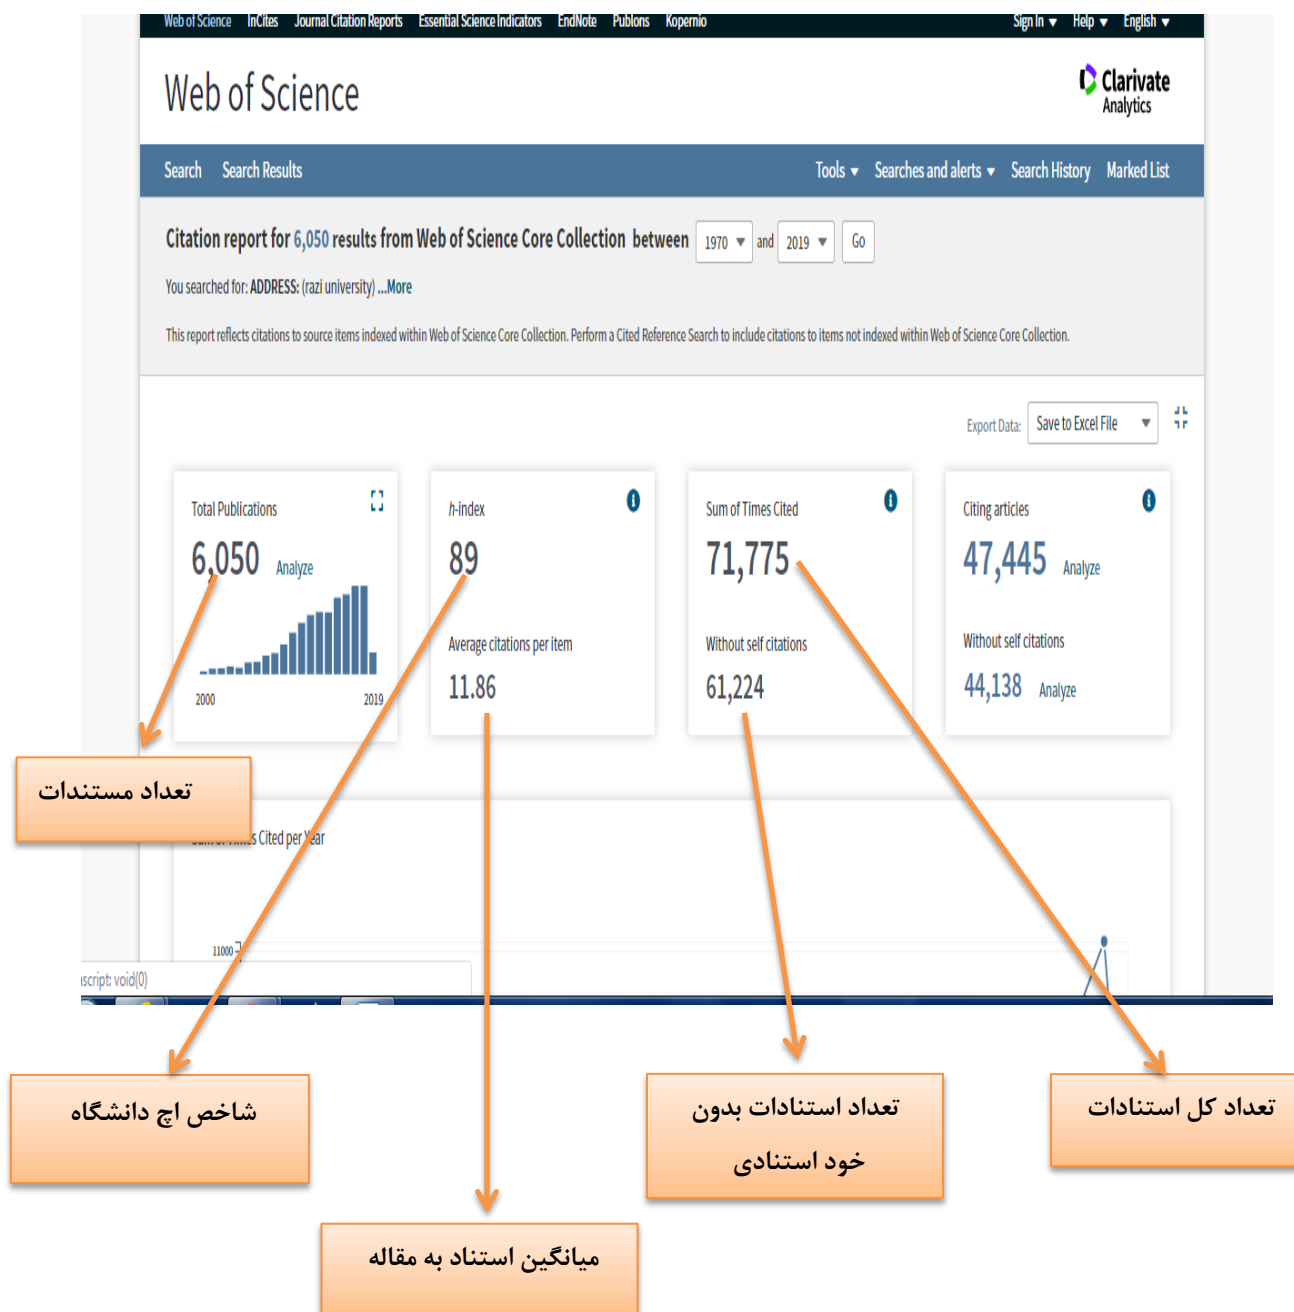 Web of Science InCites Journal Citation Reports Essential Science Indicators EndNote Publons Kopernio Sign In Help English
Web of Science
Clarivate
Analytics
Search Search Results Tools Searches and alerts Search History Marked List
Citation report for 6,050 results from Web of Science Core Collection between 1970 and 2019 Go
You searched for: ADDRESS: (razi university) ...More
This report reflects citations to source items indexed within Web of Science Core Collection. Perform a Cited Reference Search to include citations to items not indexed within Web of Science Core Collection.
Export Data: Save to Excel File
Total Publications
6,050 Analyze
2000 2019
h-index
89
Average citations per item
11.86
Sum of Times Cited
71,775
Without self citations
61,224
Citing articles
47,445 Analyze
Without self citations
44,138 Analyze
تعداد مستندات
Times Cited per Year
11000
script: void(0)
شاخص اچ دانشگاه
تعداد استنادات بدون
خود استنادی
تعداد کل استنادات
میانگین استناد به مقاله